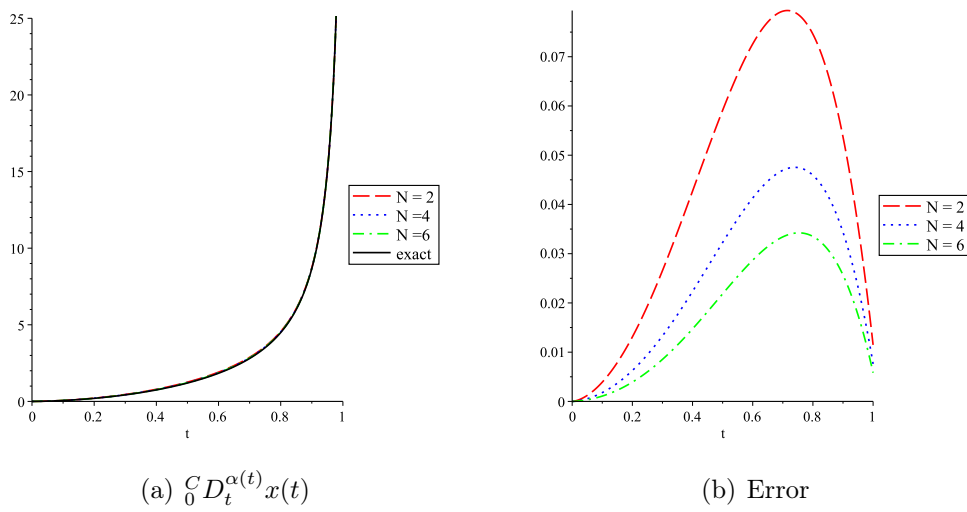 25
20
15
10
5
0
0
0.2
0.4
0.6
0.8
1
t
N = 2
N =4
N =6
exact
(a) ${}_{0}^{C}D_{t}^{\alpha(t)}x(t)$
0.07
0.06
0.05
0.04
0.03
0.02
0.01
0
0
0.2
0.4
0.6
0.8
1
t
N = 2
N = 4
N = 6
(b) Error